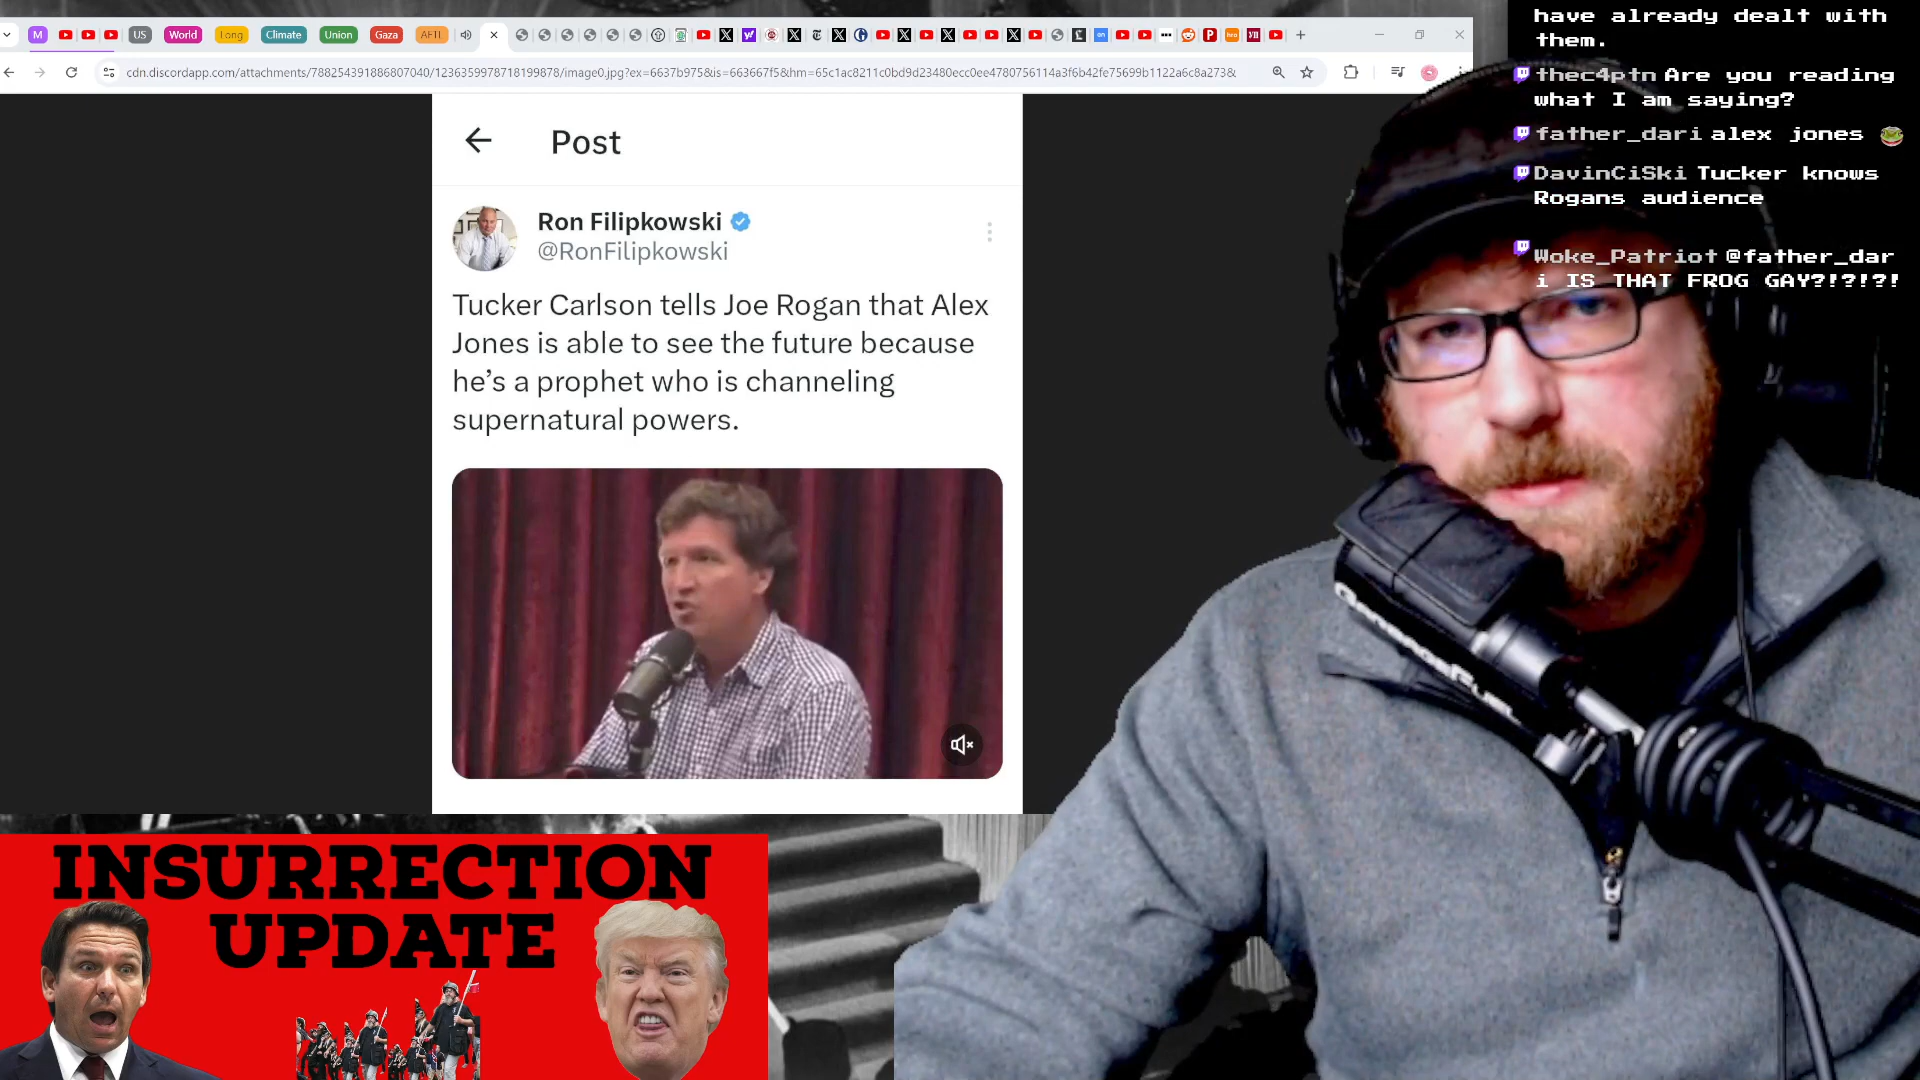 M US World Long Climate Union Gaza AFTI
cdn.discordapp.com/attachments/788254391886807040/1236359978718199878/image0.jpg?ex=6637b975&is=663667f5&hm=65c1ac8211c0bd9d23480ecc0ee4780756114a3f6b42fe75699b1122a6c8a273&
Post
Ron Filipkowski
@RonFilipkowski
Tucker Carlson tells Joe Rogan that Alex
Jones is able to see the future because
he’s a prophet who is channeling
supernatural powers.
INSURRECTION
UPDATE
have already dealt with
them.
thec4ptn Are you reading
what I am saying?
father_dari alex jones
DavinCiSki Tucker knows
Rogans audience
Woke_Patriot @father_dar
i IS THAT FROG GAY?!?!?!